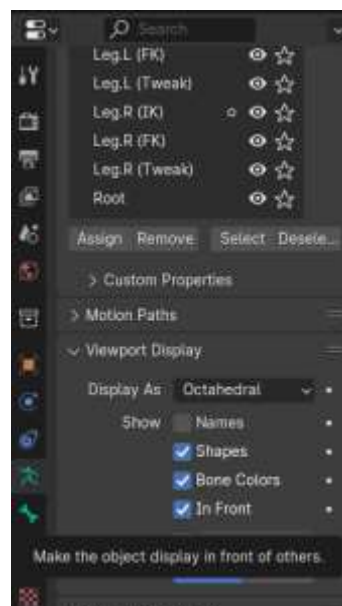 Search
Leg.L (FK)
Leg.L (Tweak)
Leg.R (IK)
Leg.R (FK)
Leg.R (Tweak)
Root
Assign Remove Select Desele...
Custom Properties
Motion Paths
Viewport Display
Display As Octahedral
Show Names
Shapes
Bone Colors
In Front
Make the object display in front of others.